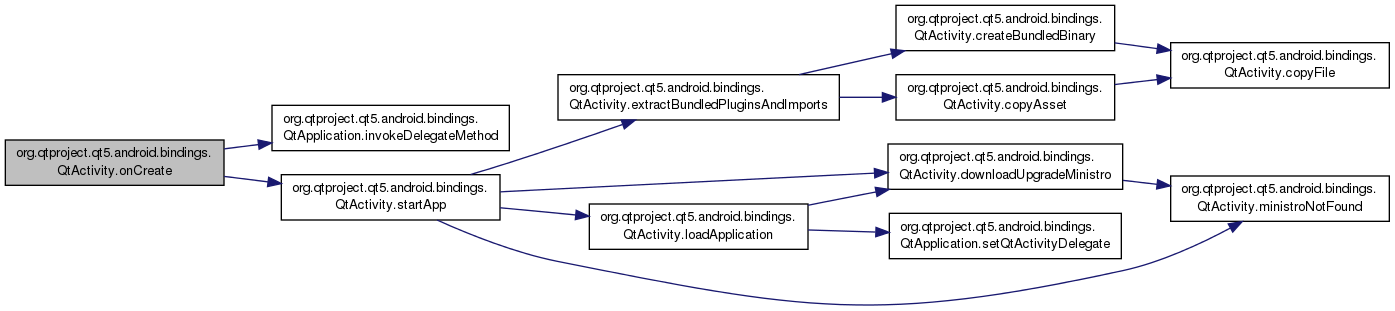 org.qtproject.qt5.android.bindings.
QtActivity.onCreate
org.qtproject.qt5.android.bindings.
QtApplication.invokeDelegateMethod
org.qtproject.qt5.android.bindings.
QtActivity.startApp
org.qtproject.qt5.android.bindings.
QtActivity.extractBundledPluginsAndImports
org.qtproject.qt5.android.bindings.
QtActivity.loadApplication
org.qtproject.qt5.android.bindings.
QtActivity.createBundledBinary
org.qtproject.qt5.android.bindings.
QtActivity.copyAsset
org.qtproject.qt5.android.bindings.
QtActivity.downloadUpgradeMinistro
org.qtproject.qt5.android.bindings.
QtApplication.setQtActivityDelegate
org.qtproject.qt5.android.bindings.
QtActivity.copyFile
org.qtproject.qt5.android.bindings.
QtActivity.ministroNotFound